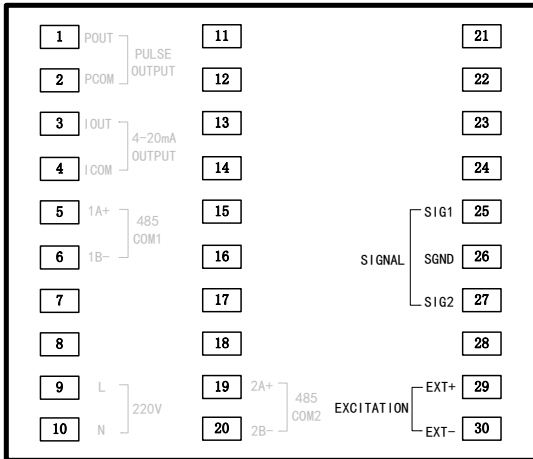 1 POUT 11 21
PULSE
OUTPUT
2 PCOM 12 22
3 IOUT 13 23
4-20mA
OUTPUT
4 ICOM 14 24
5 1A+ 15 SIG1 25
485
COM1
6 1B- 16 SIGNAL SGND 26
7 17 SIG2 27
8 18 28
9 L 19 2A+ EXT+ 29
220V 485
COM2 EXCITATION
10 N 20 2B- EXT- 30